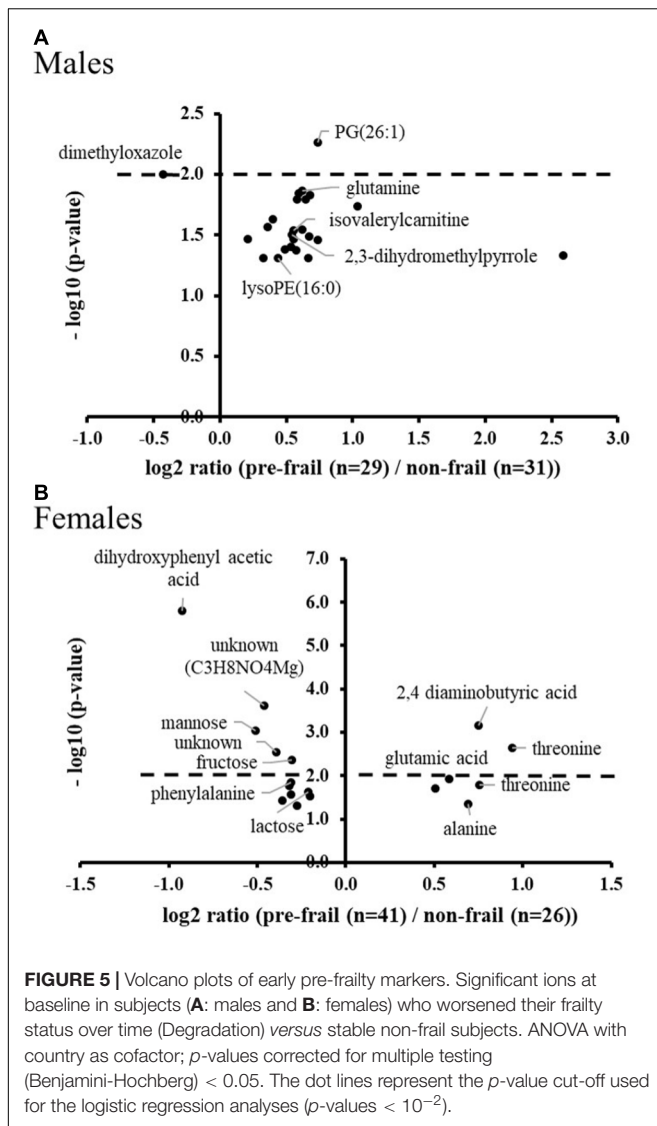 A
Males
2.5
PG(26:1)
dimethyloxazole
2.0
glutamine
1.5
isovalerylcarnitine
2,3-dihydromethylpyrrole
lysoPE(16:0)
1.0
0.5
0.0
- log10 (p-value)
-1.0 -0.5 0.0 0.5 1.0 1.5 2.0 2.5 3.0
log2 ratio (pre-frail (n=29) / non-frail (n=31))
B
Females
7.0
dihydroxyphenyl acetic
acid
6.0
5.0
unknown
(C3H8NO4Mg)
4.0
2,4 diaminobutyric acid
mannose
3.0
unknown
threonine
fructose
glutamic acid
2.0
phenylalanine
threonine
lactose
alanine
1.0
0.0
- log10 (p-value)
-1.5 -1.0 -0.5 0.0 0.5 1.0 1.5
log2 ratio (pre-frail (n=41) / non-frail (n=26))
FIGURE 5 | Volcano plots of early pre-frailty markers. Significant ions at
baseline in subjects (A: males and B: females) who worsened their frailty
status over time (Degradation) versus stable non-frail subjects. ANOVA with
country as cofactor; p-values corrected for multiple testing
(Benjamini-Hochberg) < 0.05. The dot lines represent the p-value cut-off used
for the logistic regression analyses (p-values < 10⁻²).